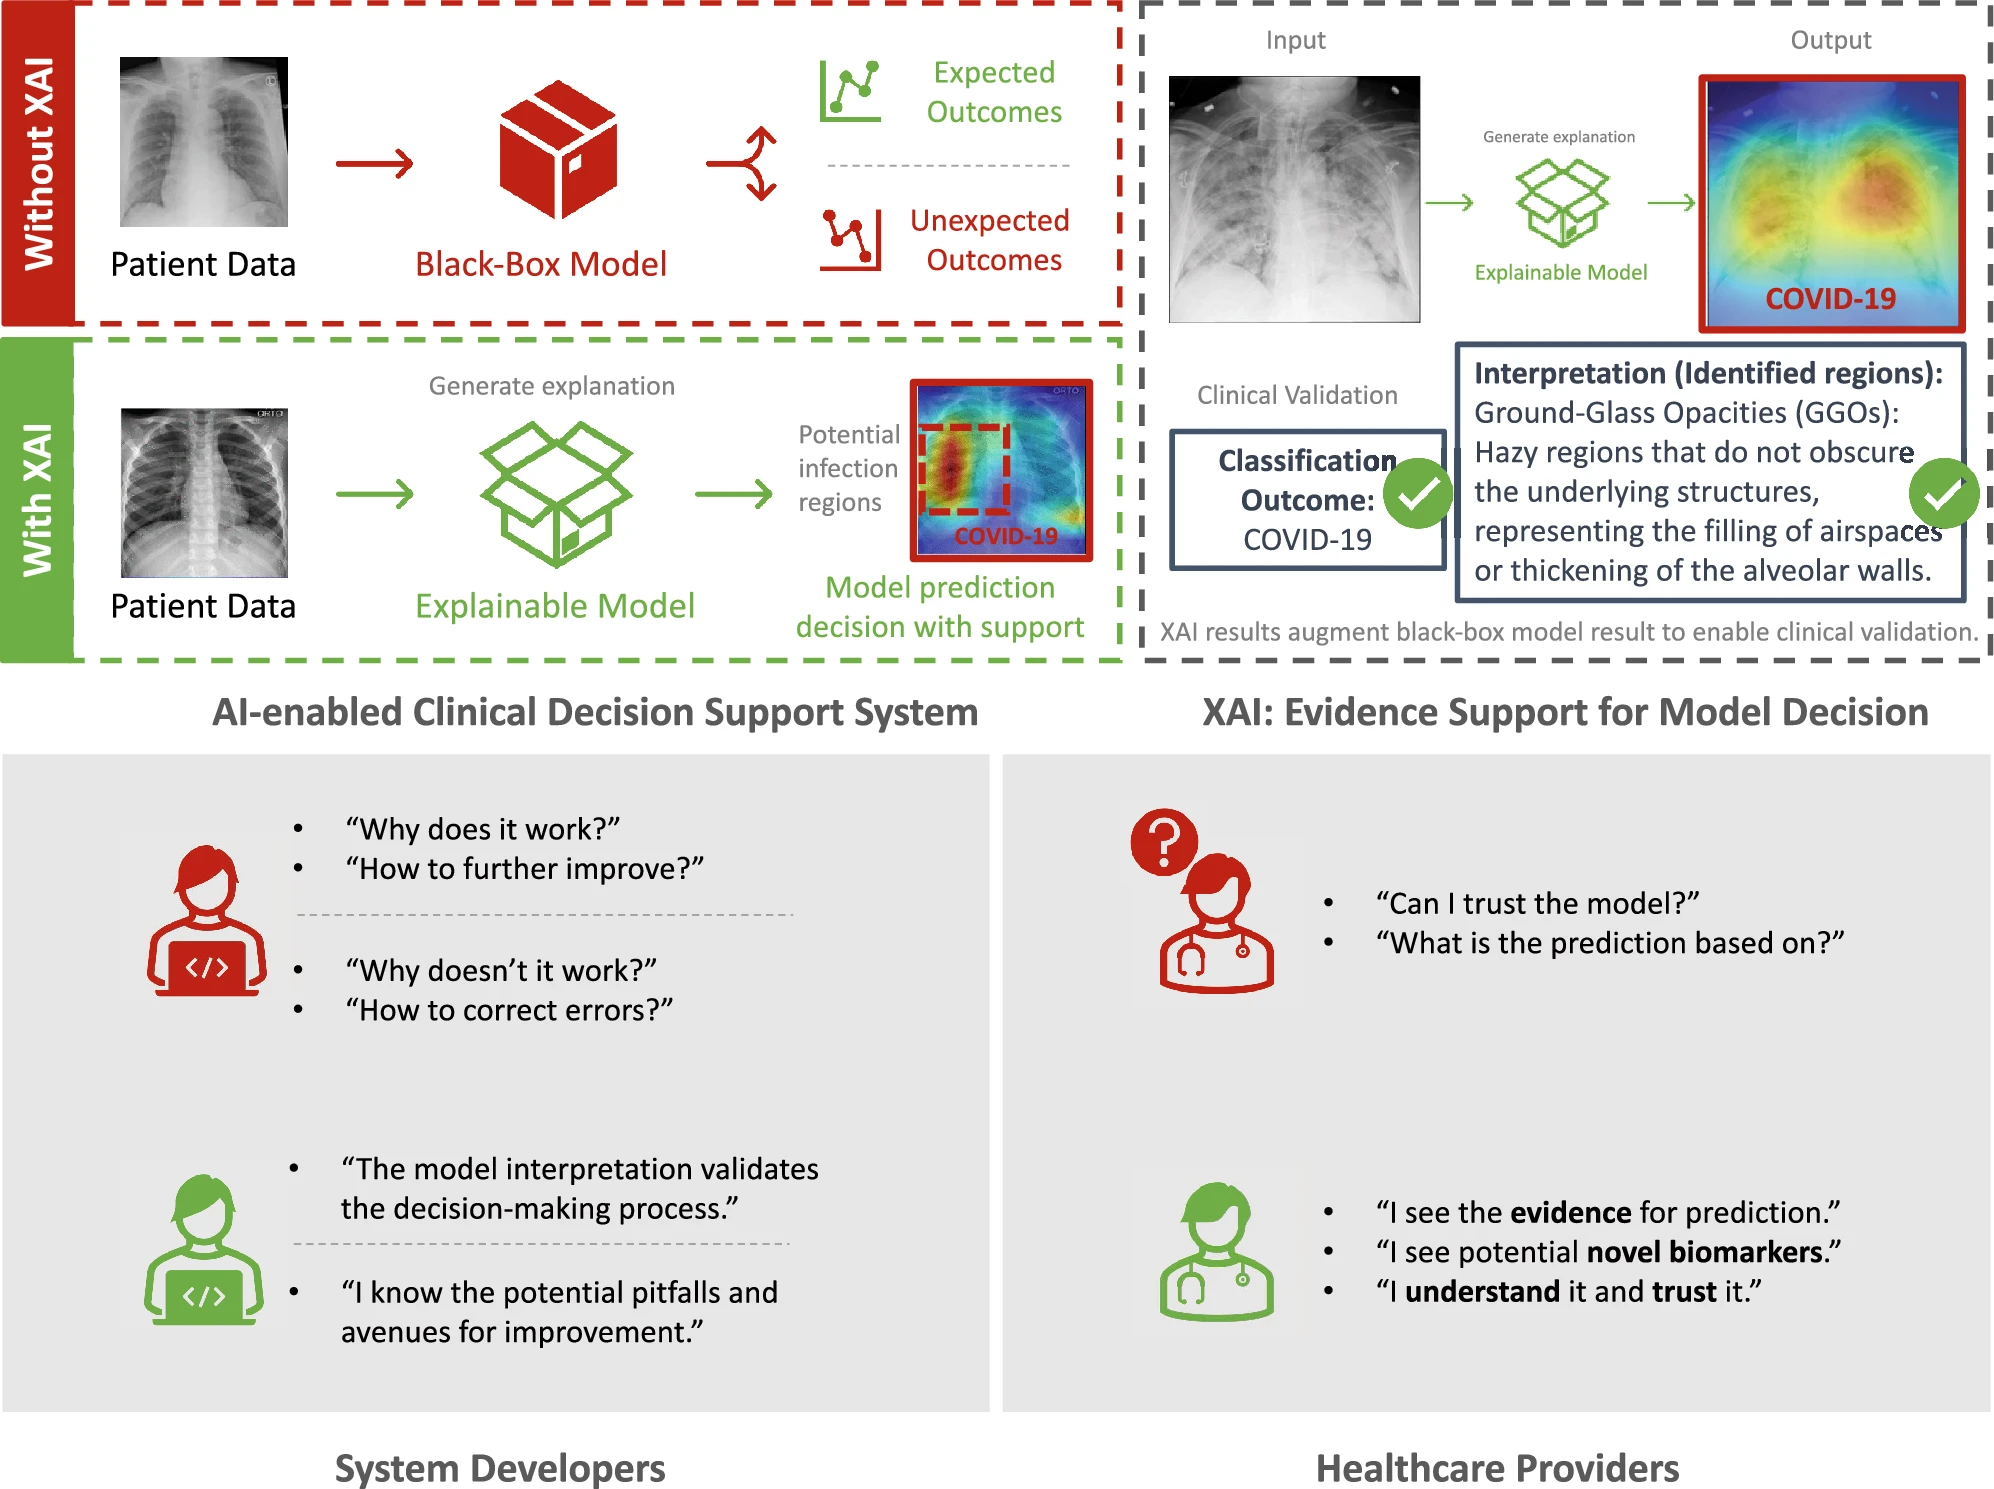 Without XAI
Patient Data
Black-Box Model
Expected
Outcomes
Unexpected
Outcomes
With XAI
ORTO
Patient Data
Generate explanation
Explainable Model
Potential
infection
regions
ORTO
COVID-19
Model prediction
decision with support
AI-enabled Clinical Decision Support System
Input
Output
Generate explanation
Explainable Model
COVID-19
Clinical Validation
Classification
Outcome:
COVID-19
Interpretation (Identified regions):
Ground-Glass Opacities (GGOs):
Hazy regions that do not obscure
the underlying structures,
representing the filling of airspaces
or thickening of the alveolar walls.
XAI results augment black-box model result to enable clinical validation.
XAI: Evidence Support for Model Decision
</>
• “Why does it work?”
• “How to further improve?”
• “Why doesn’t it work?”
• “How to correct errors?”
</>
• “The model interpretation validates
the decision-making process.”
• “I know the potential pitfalls and
avenues for improvement.”
System Developers
?
• “Can I trust the model?”
• “What is the prediction based on?”
• “I see the evidence for prediction.”
• “I see potential novel biomarkers.”
• “I understand it and trust it.”
Healthcare Providers